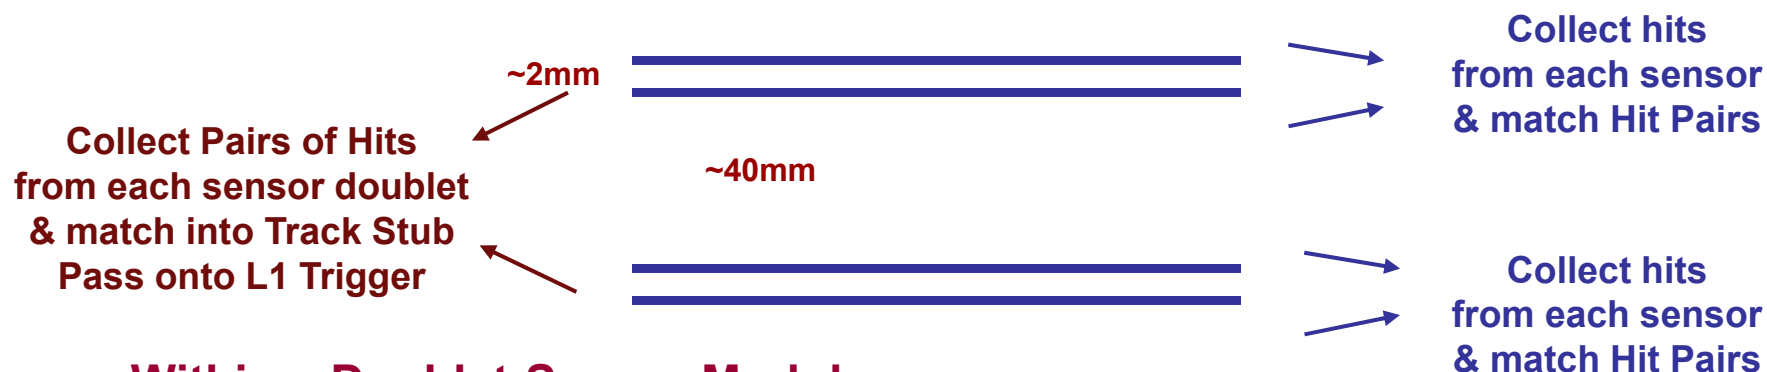 ~2mm
Collect Pairs of Hits
from each sensor doublet
& match into Track Stub
Pass onto L1 Trigger
~40mm
Collect hits
from each sensor
& match Hit Pairs
Collect hits
from each sensor
& match Hit Pairs